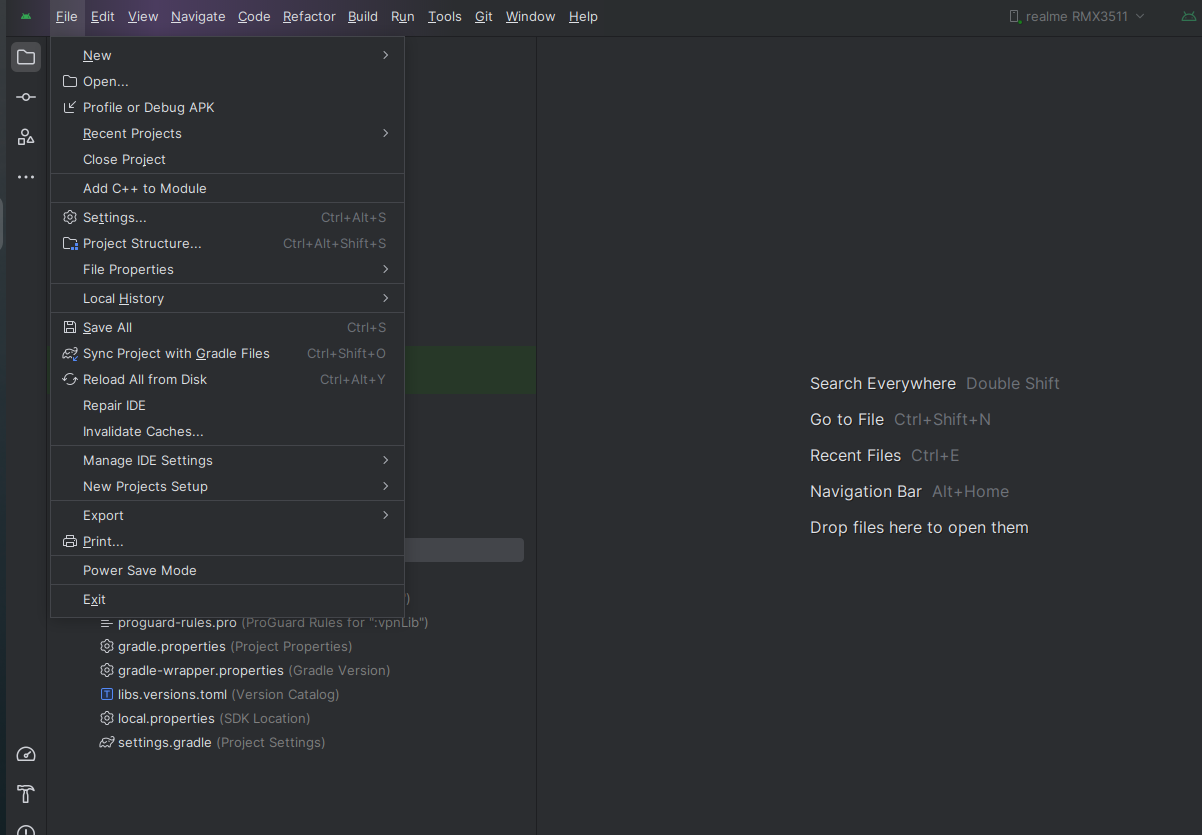 File Edit View Navigate Code Refactor Build Run Tools Git Window Help realme RMX3511
New
Open...
Profile or Debug APK
Recent Projects
Close Project
Add C++ to Module
Settings... Ctrl+Alt+S
Project Structure... Ctrl+Alt+Shift+S
File Properties
Local History
Save All Ctrl+S
Sync Project with Gradle Files Ctrl+Shift+O
Reload All from Disk Ctrl+Alt+Y
Repair IDE
Invalidate Caches...
Manage IDE Settings
New Projects Setup
Export
Print...
Power Save Mode
Exit
)
proguard-rules.pro (ProGuard Rules for ":vpnLib")
gradle.properties (Project Properties)
gradle-wrapper.properties (Gradle Version)
libs.versions.toml (Version Catalog)
local.properties (SDK Location)
settings.gradle (Project Settings)
Search Everywhere Double Shift
Go to File Ctrl+Shift+N
Recent Files Ctrl+E
Navigation Bar Alt+Home
Drop files here to open them